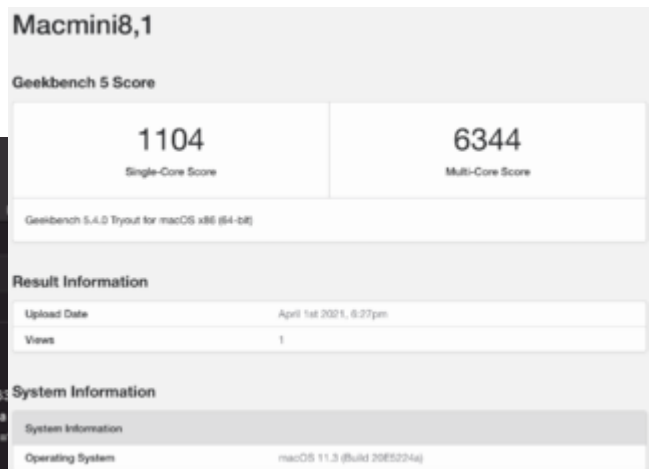 Macmini8,1
Geekbench 5 Score
1104 6344
Single-Core Score Multi-Core Score
Geekbench 5.4.0 Tryout for macOS x86 (64-bit)
Result Information
Upload Date April 1st 2021, 6:27pm
Views 1
System Information
System Information
Operating System macOS 11.3 (Build 20E5224a)